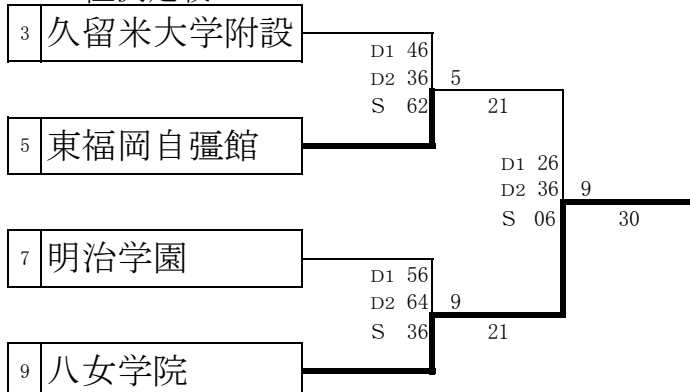 3 久留米大学附設
D1 46
D2 36 5
S 62 21
5 東福岡自彊館
D1 26
D2 36 9
S 06 30
7 明治学園
D1 56
D2 64 9
S 36 21
9 八女学院